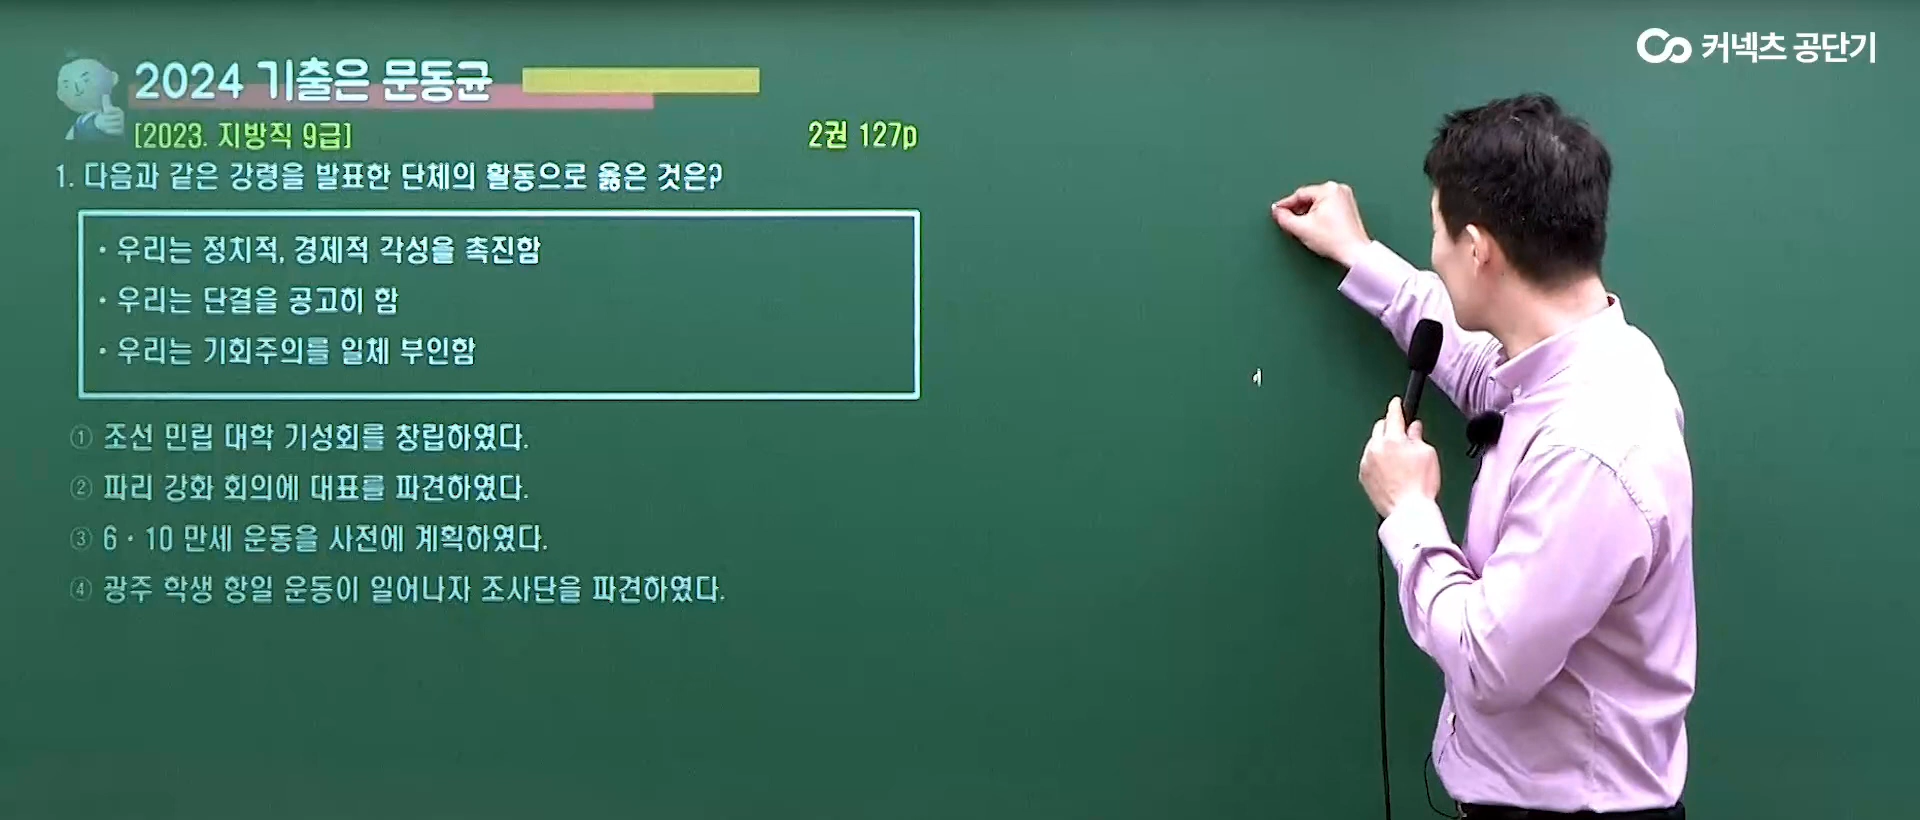 커넥츠 공단기
2024 기출은 문동균
[2023. 지방직 9급]
2권 127p
1. 다음과 같은 강령을 발표한 단체의 활동으로 옳은 것은?
· 우리는 정치적, 경제적 각성을 촉진함
· 우리는 단결을 공고히 함
· 우리는 기회주의를 일체 부인함
① 조선 민립 대학 기성회를 창립하였다.
② 파리 강화 회의에 대표를 파견하였다.
③ 6·10 만세 운동을 사전에 계획하였다.
④ 광주 학생 항일 운동이 일어나자 조사단을 파견하였다.